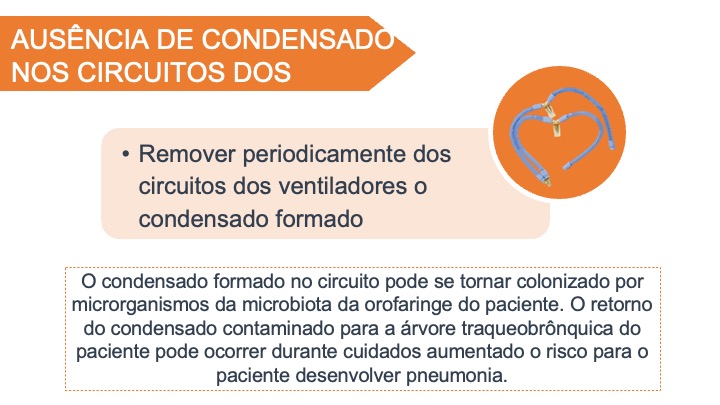 AUSÊNCIA DE CONDENSADO
NOS CIRCUITOS DOS
• Remover periodicamente dos
circuitos dos ventiladores o
condensado formado
O condensado formado no circuito pode se tornar colonizado por
microrganismos da microbiota da orofaringe do paciente. O retorno
do condensado contaminado para a árvore traqueobrônquica do
paciente pode ocorrer durante cuidados aumentado o risco para o
paciente desenvolver pneumonia.